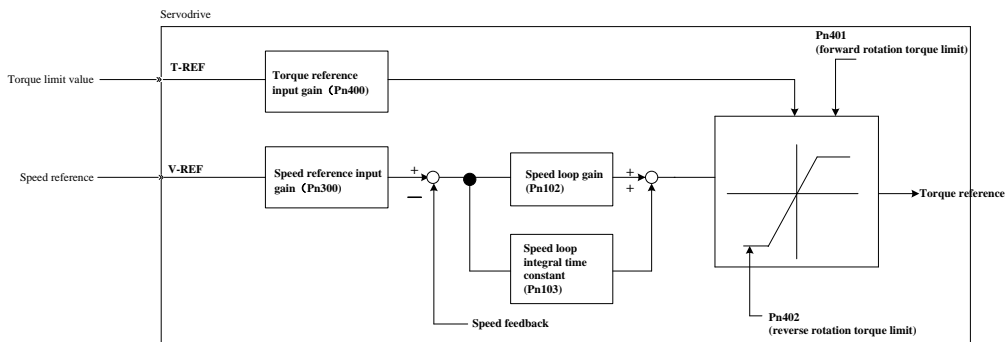 Servodrive
Pn401
(forward rotation torque limit)
T-REF
Torque limit value
Torque reference
input gain（Pn400）
V-REF
Speed reference
Speed reference input
gain（Pn300）
+
—
Speed loop gain
(Pn102)
+
+
Torque reference
Speed loop
integral time
constant
(Pn103)
Speed feedback
Pn402
(reverse rotation torque limit)